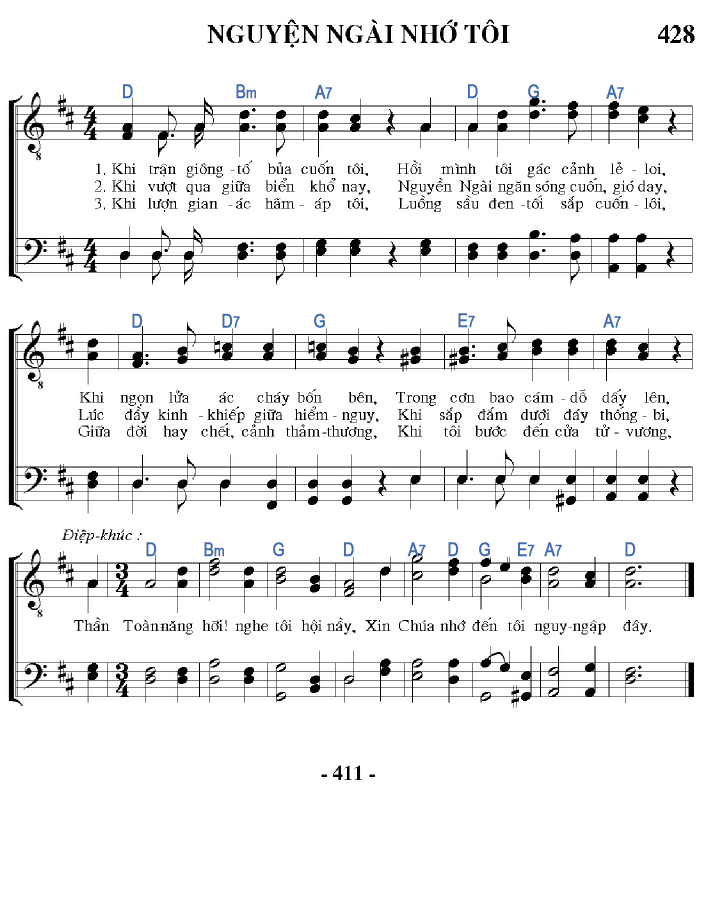 NGUYỆN NGÀI NHỚ TÔI 428
D Bm A7 D G A7
1. Khi trận giông-tố bủa cuốn tôi, Hồi mình tôi gác cảnh lẻ-loi,
2. Khi vượt qua giữa biển khổ nay, Nguyền Ngài ngăn sóng cuốn, gió day,
3. Khi lượn gian-ác hãm-áp tôi, Luồng sầu đen-tối sắp cuốn-lôi,
D D7 G E7 A7
Khi ngọn lửa ác cháy bốn bên, Trong cơn bao cám-dỗ dấy lên,
Lúc đầy kinh-khiếp giữa hiểm-nguy, Khi sắp đắm dưới đáy thống-bi,
Giữa đời hay chết, cảnh thảm-thương, Khi tôi bước đến cửa tử-vương,
Điệp-khúc :
D Bm G D A7 D G E7 A7 D
Thần Toàn-năng hỡi! nghe tôi hội nầy, Xin Chúa nhớ đến tôi nguy-ngập đây.
- 411 -